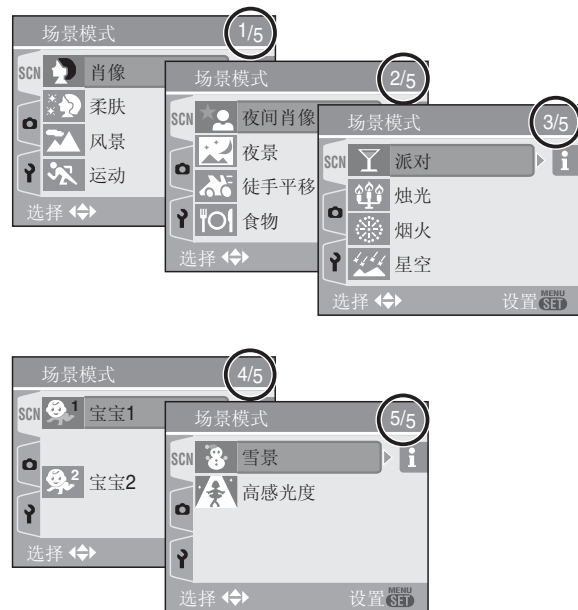 场景模式 1/5
SCN 肖像
柔肤
风景
运动
选择
场景模式 2/5
SCN 夜间肖像
夜景
徒手平移
食物
选择
场景模式 3/5
SCN 派对 i
烛光
烟火
星空
选择 设置 MENU SET
场景模式 4/5
SCN 1 宝宝1
2 宝宝2
选择
场景模式 5/5
SCN 雪景 i
高感光度
选择 设置 MENU SET